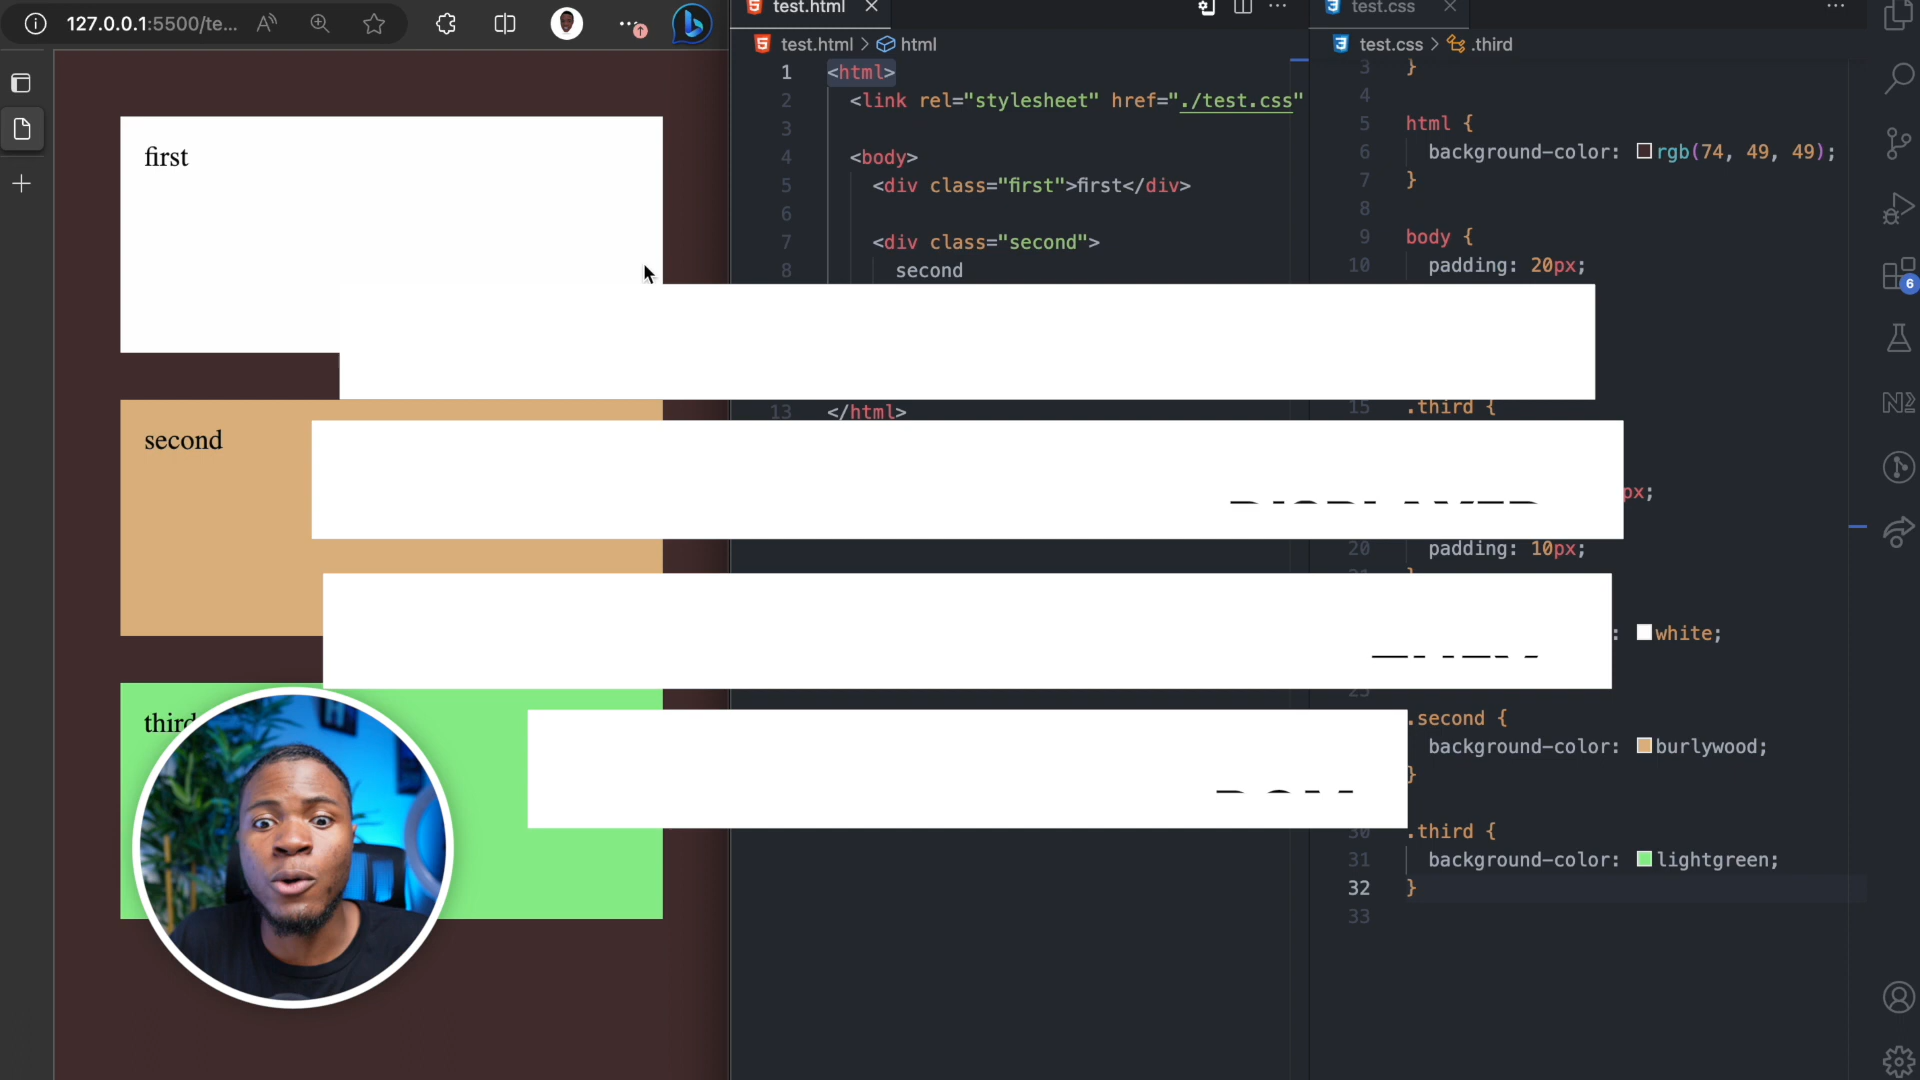 127.0.0.1:5500/te...
first
second
third
test.html
test.html > html
1 <html>
2 <link rel="stylesheet" href="./test.css"
3
4 <body>
5 <div class="first">first</div>
6
7 <div class="second">
8 second
13 </html>
test.css
test.css > .third
3 }
4
5 html {
6 background-color: rgb(74, 49, 49);
7 }
8
9 body {
10 padding: 20px;
15 .third {
px;
20 padding: 10px;
: white;
25
.second {
background-color: burlywood;
}
30 .third {
31 background-color: lightgreen;
32 }
33
6